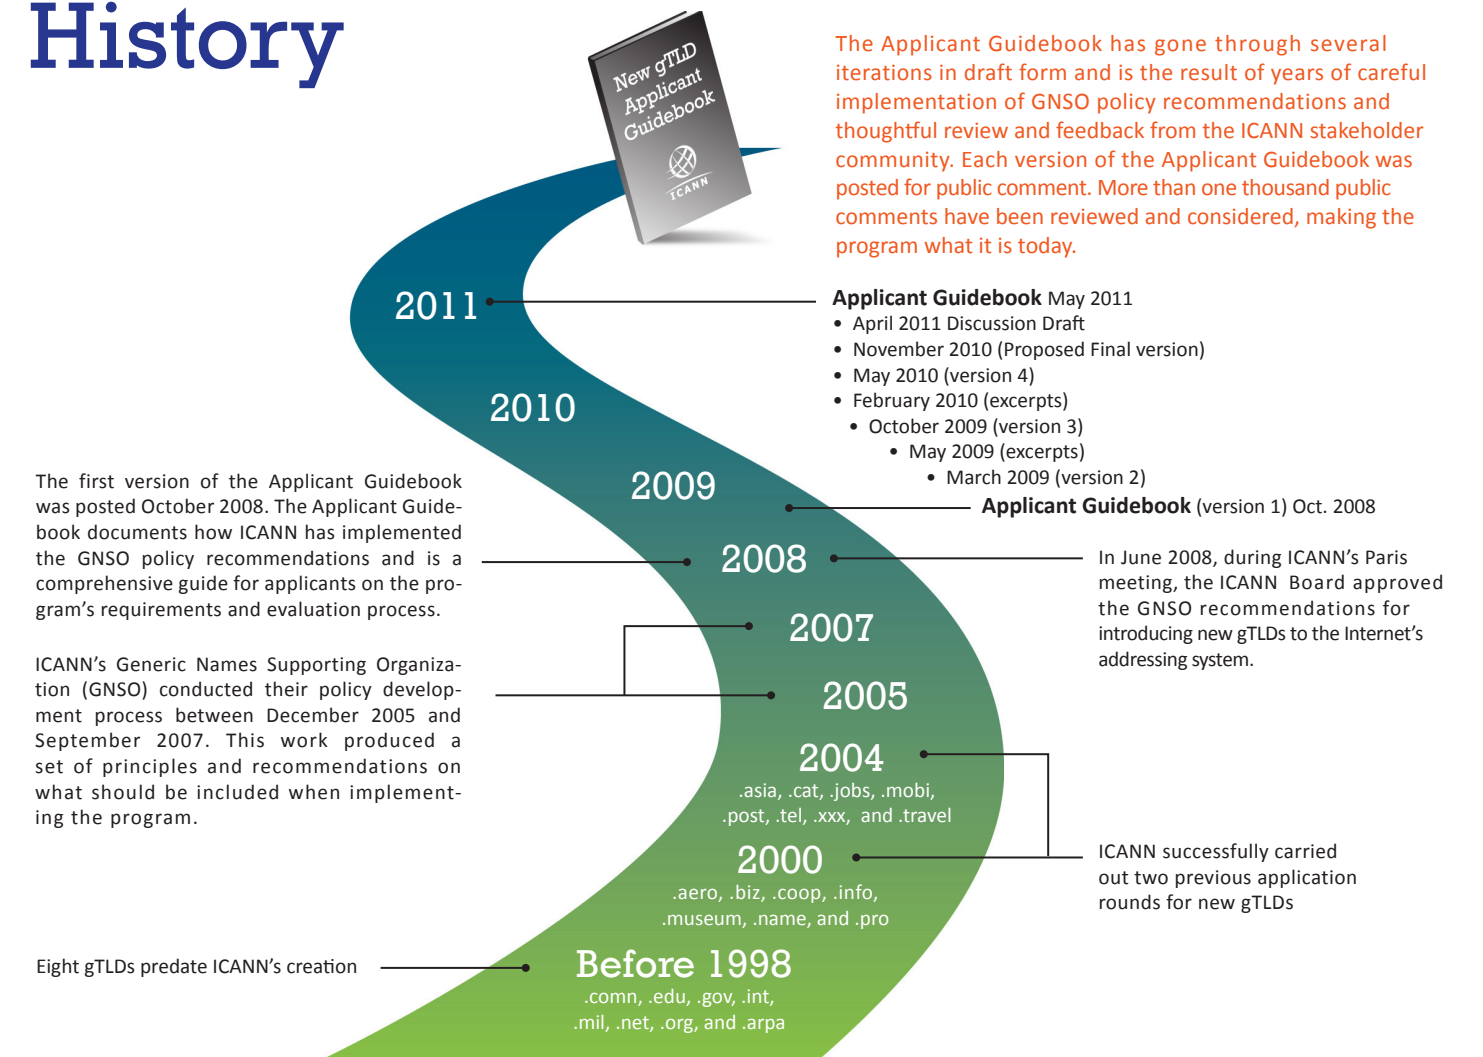 History
New gTLD
Applicant
Guidebook
ICANN
The Applicant Guidebook has gone through several
iterations in draft form and is the result of years of careful
implementation of GNSO policy recommendations and
thoughtful review and feedback from the ICANN stakeholder
community. Each version of the Applicant Guidebook was
posted for public comment. More than one thousand public
comments have been reviewed and considered, making the
program what it is today.
2011
Applicant Guidebook May 2011
• April 2011 Discussion Draft
• November 2010 (Proposed Final version)
• May 2010 (version 4)
• February 2010 (excerpts)
• October 2009 (version 3)
• May 2009 (excerpts)
• March 2009 (version 2)
Applicant Guidebook (version 1) Oct. 2008
2010
2009
The first version of the Applicant Guidebook
was posted October 2008. The Applicant Guide-
book documents how ICANN has implemented
the GNSO policy recommendations and is a
comprehensive guide for applicants on the pro-
gram's requirements and evaluation process.
2008
In June 2008, during ICANN's Paris
meeting, the ICANN Board approved
the GNSO recommendations for
introducing new gTLDs to the Internet's
addressing system.
2007
ICANN's Generic Names Supporting Organiza-
tion (GNSO) conducted their policy develop-
ment process between December 2005 and
September 2007. This work produced a
set of principles and recommendations on
what should be included when implement-
ing the program.
2005
2004
.asia, .cat, .jobs, .mobi,
.post, .tel, .xxx, and .travel
2000
.aero, .biz, .coop, .info,
.museum, .name, and .pro
ICANN successfully carried
out two previous application
rounds for new gTLDs
Eight gTLDs predate ICANN's creation
Before 1998
.comn, .edu, .gov, .int,
.mil, .net, .org, and .arpa